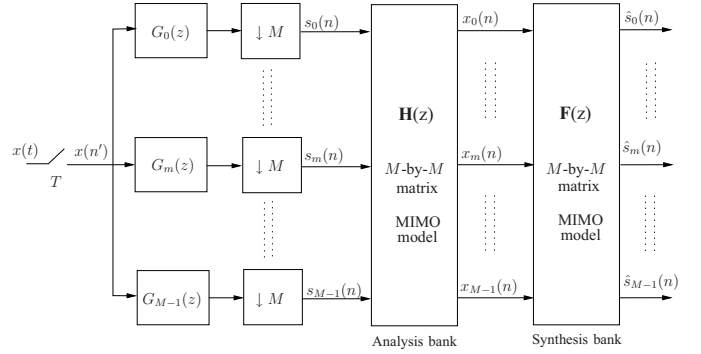 G_0(z) ↓ M s_0(n) x_0(n) ŝ_0(n)
H(z) F(z)
x(t) x(n′) G_m(z) ↓ M s_m(n) x_m(n) ŝ_m(n)
T
M-by-M
matrix
M-by-M
matrix
MIMO
model
MIMO
model
G_{M−1}(z) ↓ M s_{M−1}(n) x_{M−1}(n) ŝ_{M−1}(n)
Analysis bank Synthesis bank